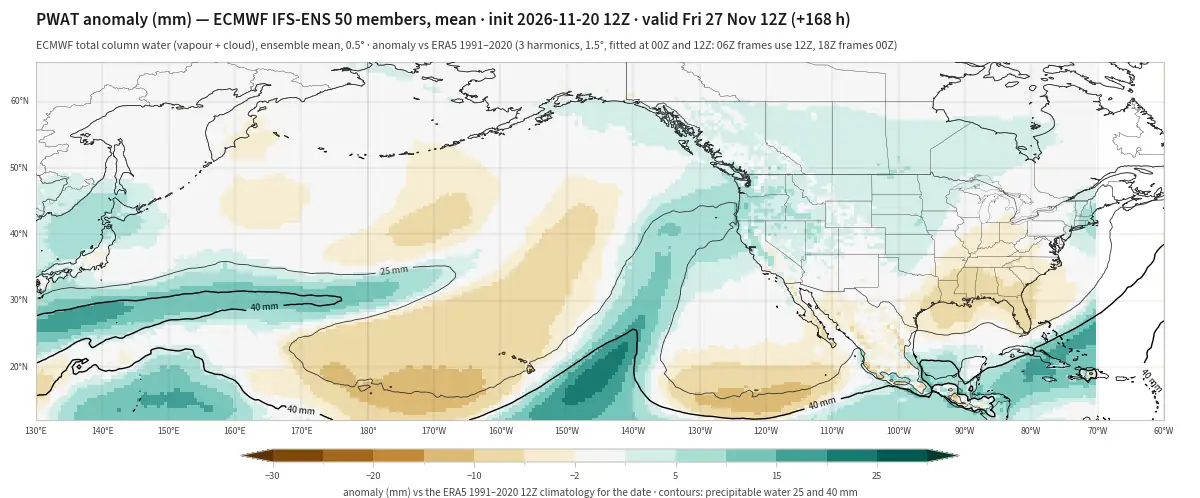 PWAT anomaly (mm) — ECMWF IFS-ENS 50 members, mean · init 2026-11-20 12Z · valid Fri 27 Nov 12Z (+168 h)
ECMWF total column water (vapour + cloud), ensemble mean, 0.5° · anomaly vs ERA5 1991–2020 (3 harmonics, 1.5°, fitted at 00Z and 12Z: 06Z frames use 12Z, 18Z frames 00Z)
60°N
50°N
40°N
30°N
20°N
25 mm
40 mm
40 mm
40 mm
40 mm
130°E 140°E 150°E 160°E 170°E 180° 170°W 160°W 150°W 140°W 130°W 120°W 110°W 100°W 90°W 80°W 70°W 60°W
−30 −20 −10 −2 5 15 25
anomaly (mm) vs the ERA5 1991–2020 12Z climatology for the date · contours: precipitable water 25 and 40 mm